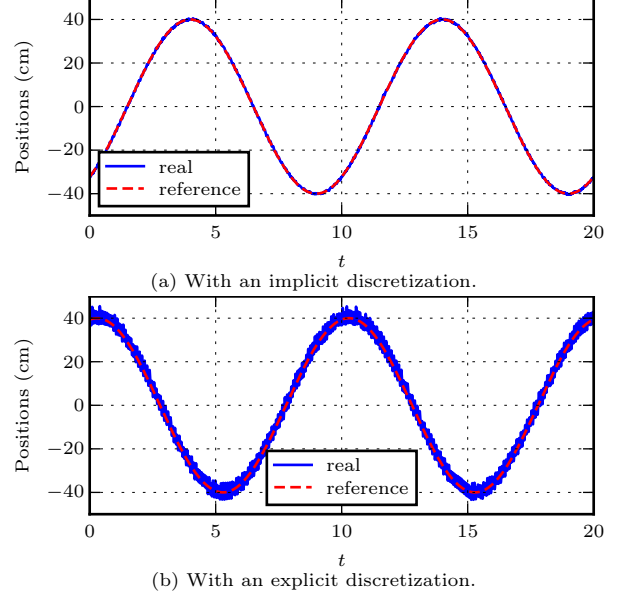 40
20
0
−20
−40
Positions (cm)
real
reference
0 5 10 15 20
t
(a) With an implicit discretization.
40
20
0
−20
−40
Positions (cm)
real
reference
0 5 10 15 20
t
(b) With an explicit discretization.